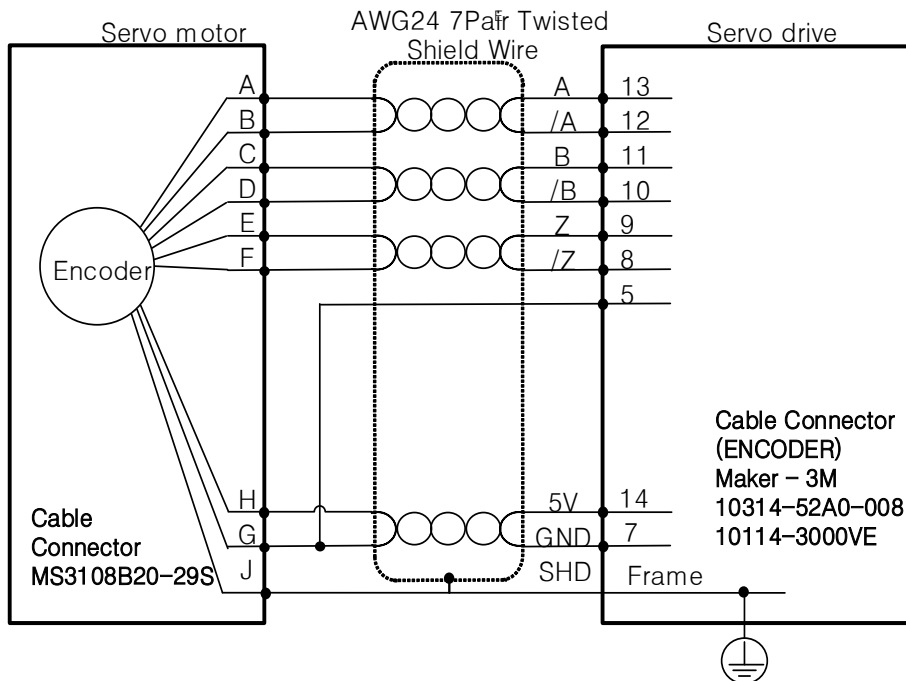 AWG24 7Pair Twisted
Shield Wire
Servo motor
Servo drive
A
B
C
D
E
F
A
/A
B
/B
Z
/Z
13
12
11
10
9
8
5
Encoder
H
G
J
5V
GND
SHD
14
7
Frame
Cable
Connector
MS3108B20-29S
Cable Connector
(ENCODER)
Maker - 3M
10314-52A0-008
10114-3000VE